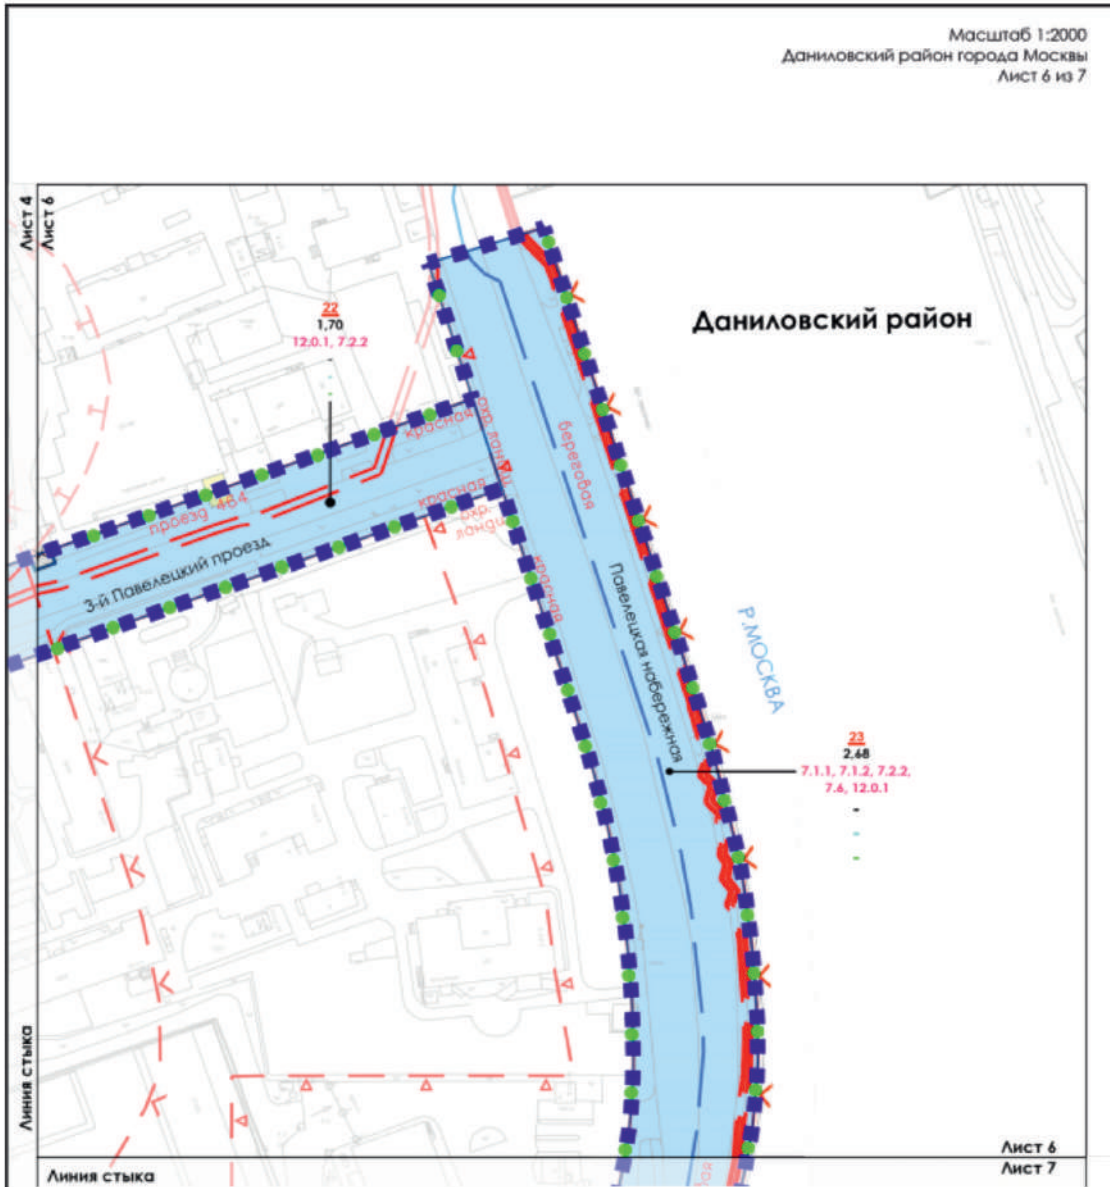 Масштаб 1:2000
Даниловский район города Москвы
Лист 6 из 7
Лист 4
Лист 6
22
1,70
12.0.1, 7.2.2
Даниловский район
красная
охр. ландш.
береговая
проезд 464
красная
охр.
ландш.
3-й Павелецкий проезд
красная
Павелецкая набережная
Р.МОСКВА
23
2,68
7.1.1, 7.1.2, 7.2.2,
7.6, 12.0.1
Линия стыка
Лист 6
Линия стыка
Лист 7